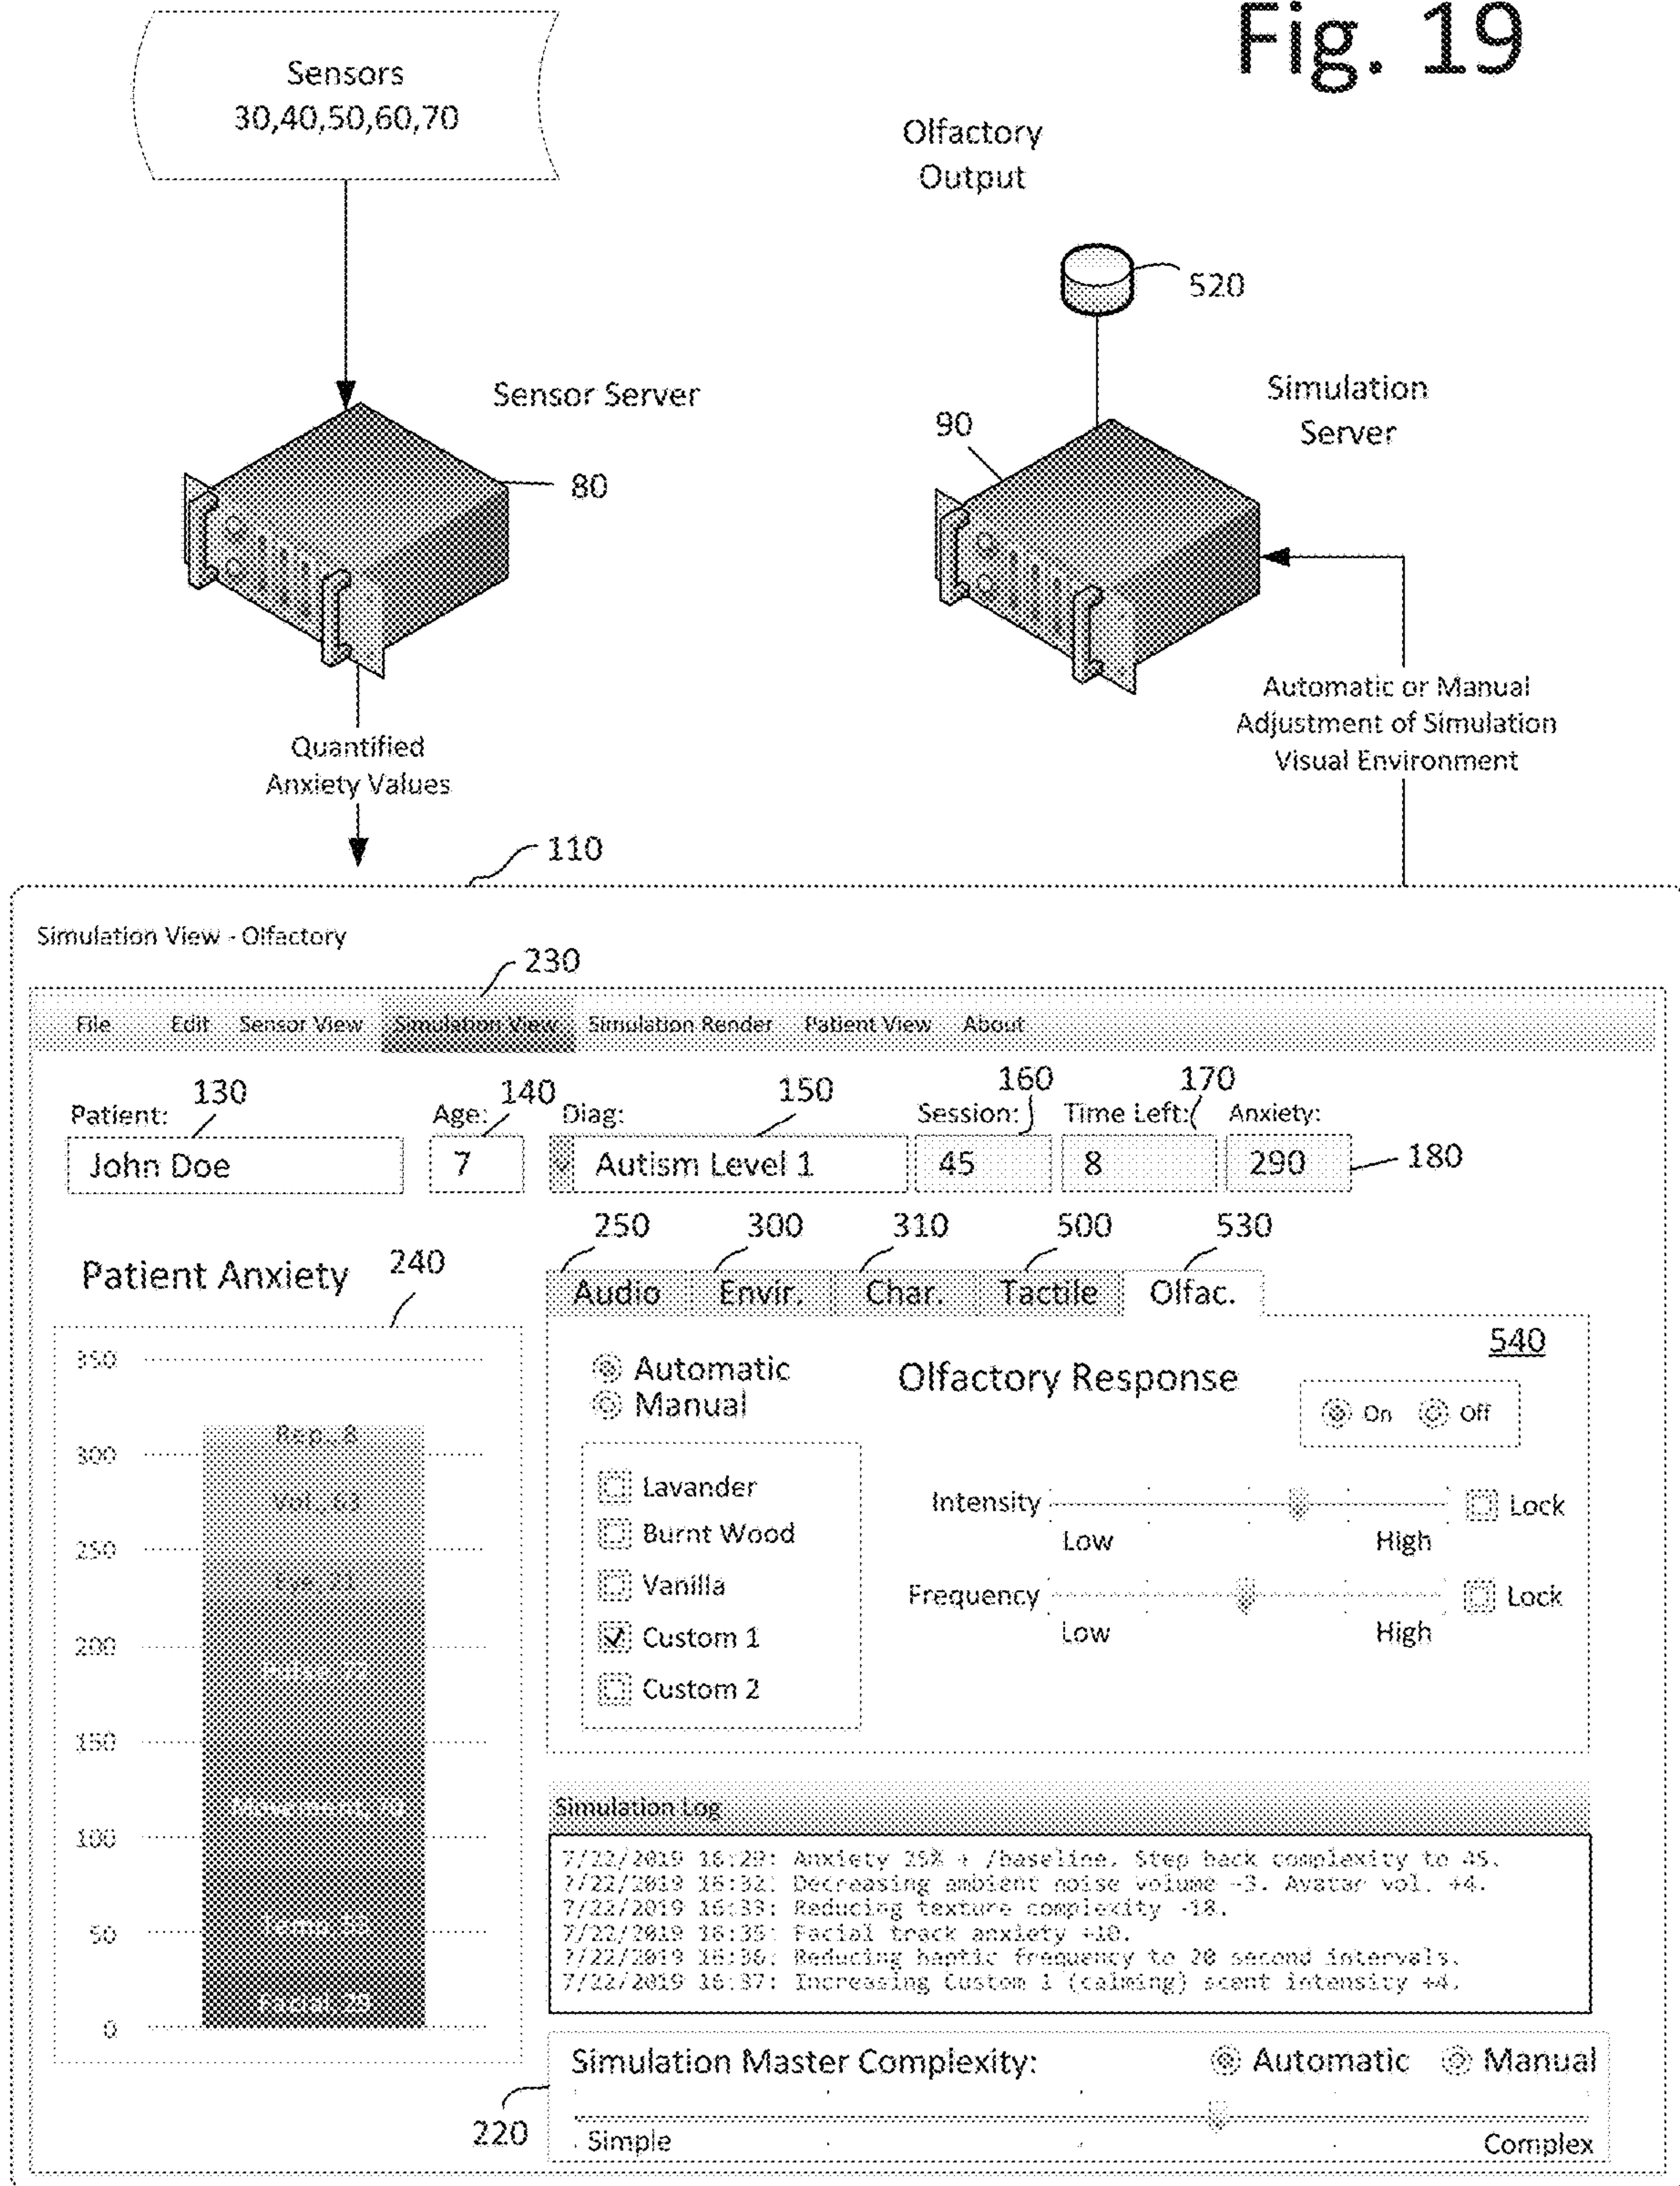 Fig. 19
Sensors
30,40,50,60,70
Olfactory
Output
520
Sensor Server
80
Simulation
Server
90
Quantified
Anxiety Values
Automatic or Manual
Adjustment of Simulation
Visual Environment
110
Simulation View - Olfactory
230
File Edit Sensor View Simulation View Simulation Render Patient View About
130 140 150 160 170
Patient: Age: Diag: Session: Time Left: Anxiety:
John Doe 7 Autism Level 1 45 8 290 180
250 300 310 500 530
Patient Anxiety 240
Audio Envir. Char. Tactile Olfac.
540
Automatic
Manual
Olfactory Response
On Off
Lavander
Burnt Wood
Vanilla
Custom 1
Custom 2
Intensity Lock
Low High
Frequency Lock
Low High
350
300
250
200
150
100
50
0
Resp., 8
Vol., 63
Facial, 29
Simulation Log
7/22/2019 16:29: Anxiety 25% + /baseline. Step back complexity to 45.
7/22/2019 16:32: Decreasing ambient noise volume -3. Avatar vol. +4.
7/22/2019 16:33: Reducing texture complexity -18.
7/22/2019 16:35: Facial track anxiety +10.
7/22/2019 16:36: Reducing haptic frequency to 20 second intervals.
7/22/2019 16:37: Increasing Custom 1 (calming) scent intensity +4.
Simulation Master Complexity: Automatic Manual
220
Simple Complex